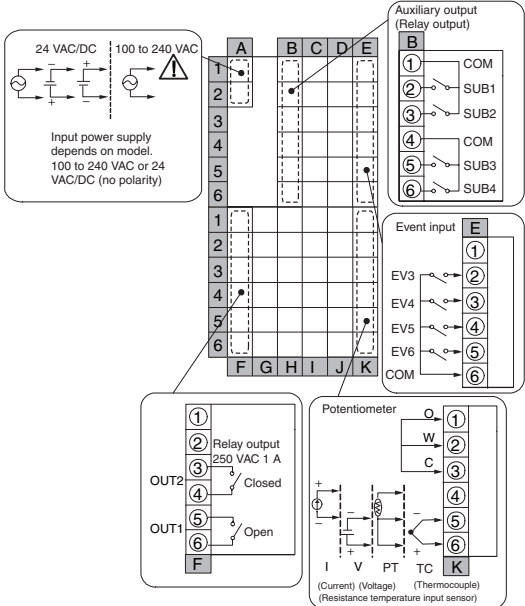 Auxiliary output
(Relay output)
B
1 COM
2 SUB1
3 SUB2
4 COM
5 SUB3
6 SUB4
24 VAC/DC
100 to 240 VAC
− −
+ + −
Input power supply
depends on model.
100 to 240 VAC or 24
VAC/DC (no polarity)
A B C D E
1
2
3
4
5
6
1
2
3
4
5
6
F G H I J K
Event input
E
1
EV3 2
EV4 3
EV5 4
EV6 5
COM 6
1
2
Relay output
250 VAC 1 A
OUT2
3
4
Closed
OUT1
5
6
Open
F
Potentiometer
O 1
W 2
C 3
4
5
6
+ − − + − +
I V PT TC K
(Current) (Voltage) (Thermocouple)
(Resistance temperature input sensor)